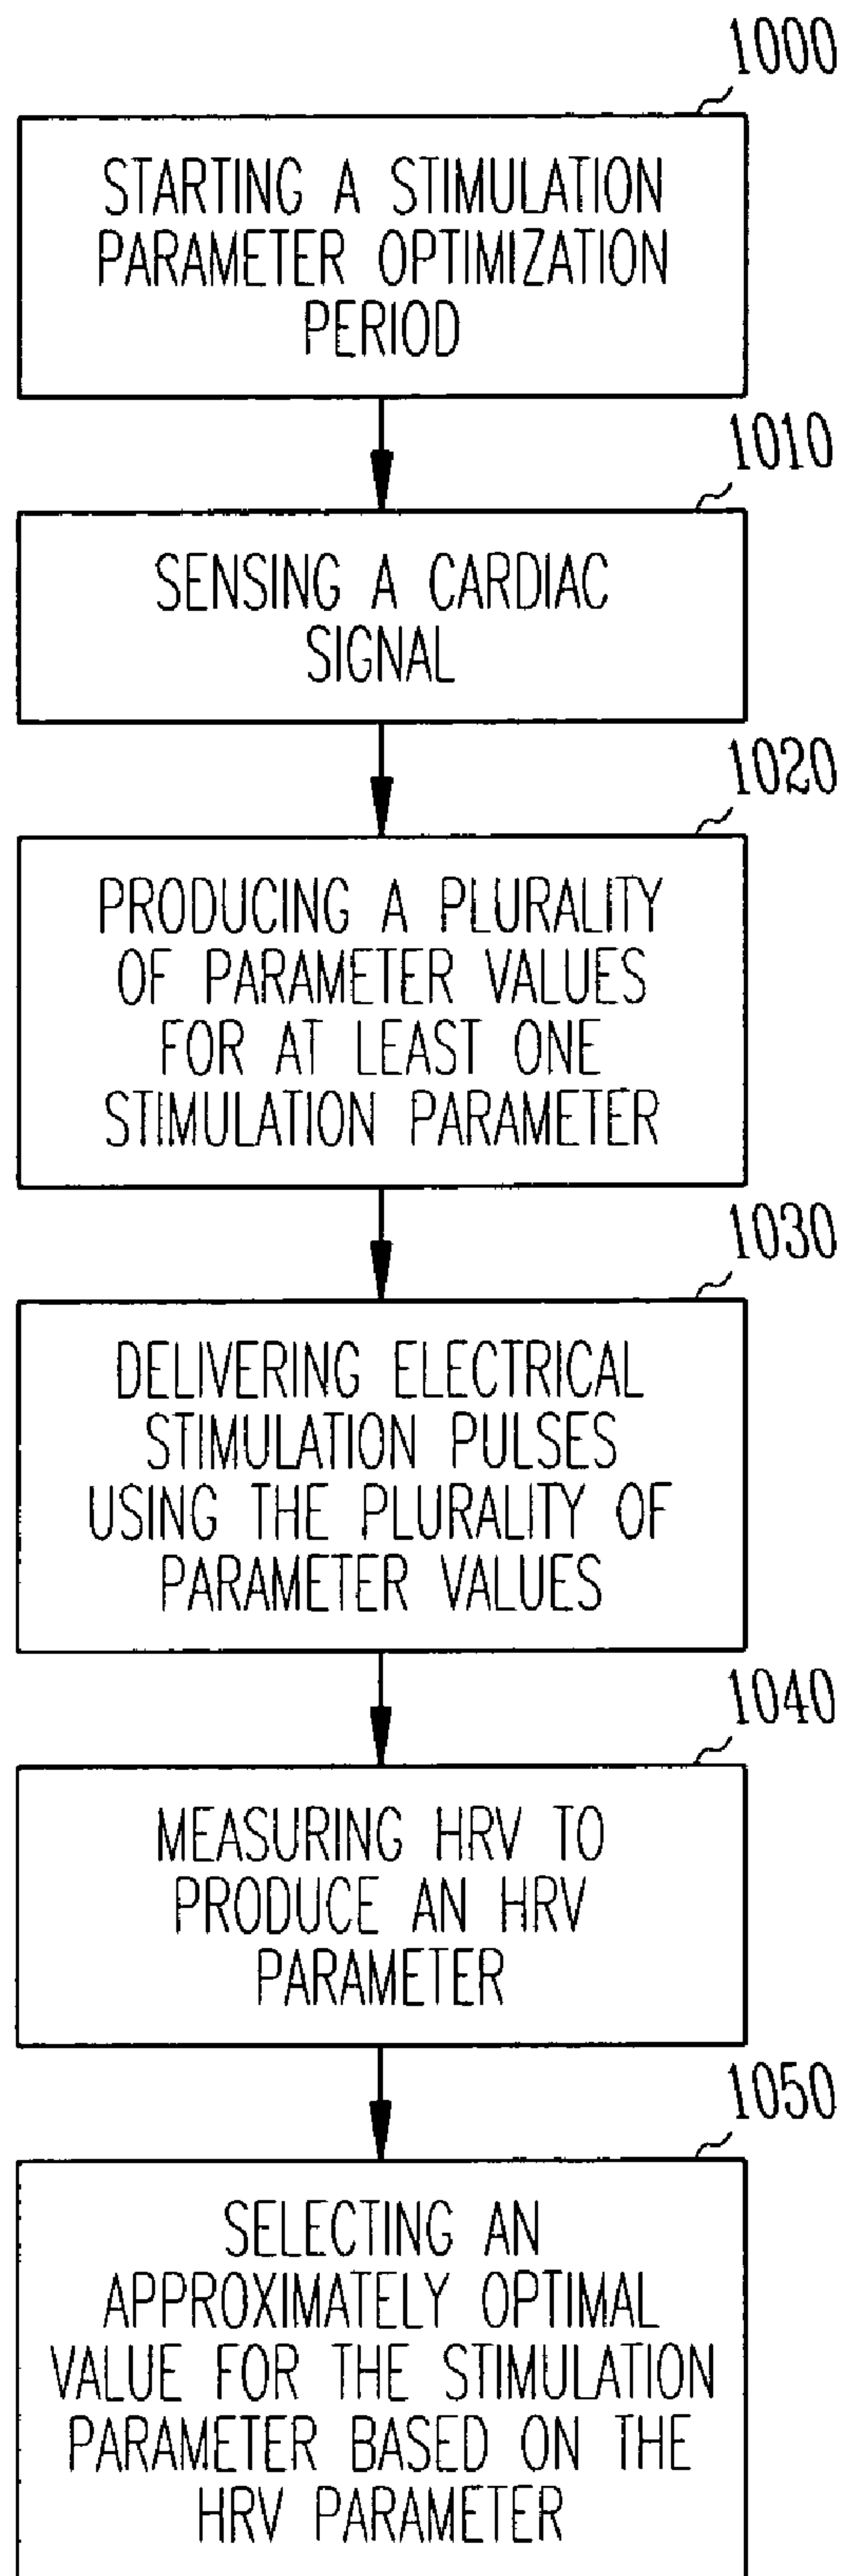 1000
STARTING A STIMULATION
PARAMETER OPTIMIZATION
PERIOD
1010
SENSING A CARDIAC
SIGNAL
1020
PRODUCING A PLURALITY
OF PARAMETER VALUES
FOR AT LEAST ONE
STIMULATION PARAMETER
1030
DELIVERING ELECTRICAL
STIMULATION PULSES
USING THE PLURALITY OF
PARAMETER VALUES
1040
MEASURING HRV TO
PRODUCE AN HRV
PARAMETER
1050
SELECTING AN
APPROXIMATELY OPTIMAL
VALUE FOR THE STIMULATION
PARAMETER BASED ON THE
HRV PARAMETER